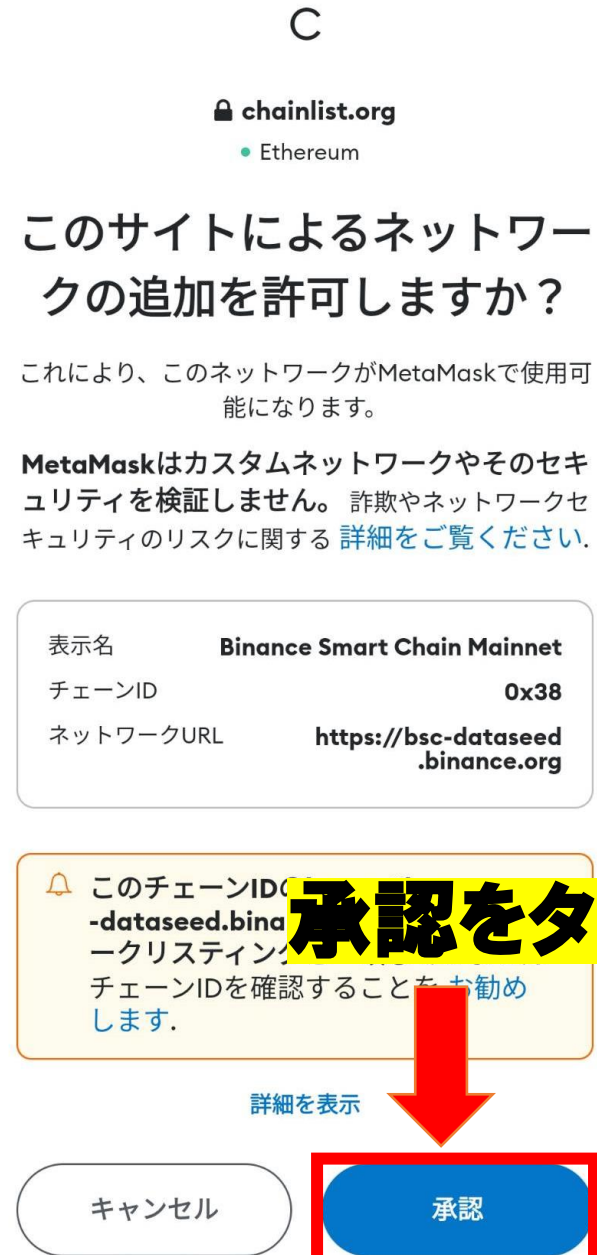 C
chainlist.org
Ethereum
このサイトによるネットワー
クの追加を許可しますか？
これにより、このネットワークがMetaMaskで使用可
能になります。
MetaMaskはカスタムネットワークやそのセキ
ュリティを検証しません。 詐欺やネットワークセ
キュリティのリスクに関する 詳細をご覧ください.
表示名 Binance Smart Chain Mainnet
チェーンID 0x38
ネットワークURL https://bsc-dataseed
.binance.org
このチェーンID
-dataseed.bina
ークリスティング
承認をタ
チェーンIDを確認することを お勧め
します.
詳細を表示
キャンセル 承認